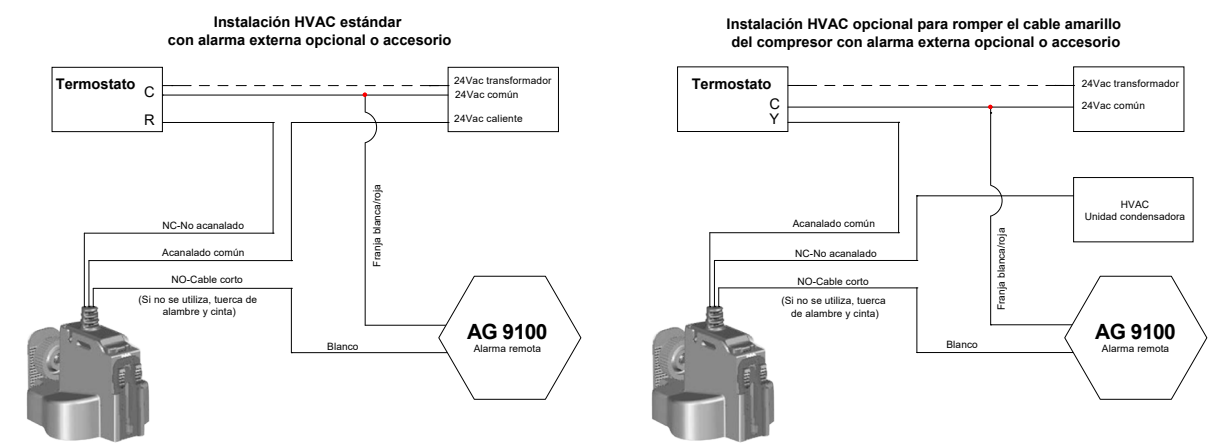 Instalación HVAC estándar
con alarma externa opcional o accesorio
Termostato
C
R
24Vac transformador
24Vac común
24Vac caliente
Franja blanca/roja
NC-No acanalado
Acanalado común
NO-Cable corto
(Si no se utiliza, tuerca de
alambre y cinta)
Blanco
AG 9100
Alarma remota
Instalación HVAC opcional para romper el cable amarillo
del compresor con alarma externa opcional o accesorio
Termostato
C
Y
24Vac transformador
24Vac común
HVAC
Unidad condensadora
Franja blanca/roja
Acanalado común
NC-No acanalado
NO-Cable corto
(Si no se utiliza, tuerca
de alambre y cinta)
Blanco
AG 9100
Alarma remota